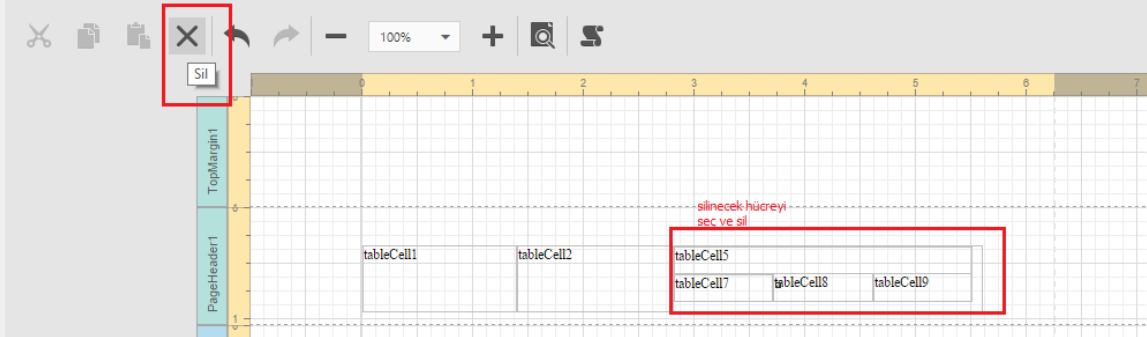 100%
Sil
0 1 2 3 4 5 6 7
TopMargin1
0
silinecek hücreyi
seç ve sil
PageHeader1
tableCell1 tableCell2 tableCell5
tableCell7 tableCell8 tableCell9
1
0